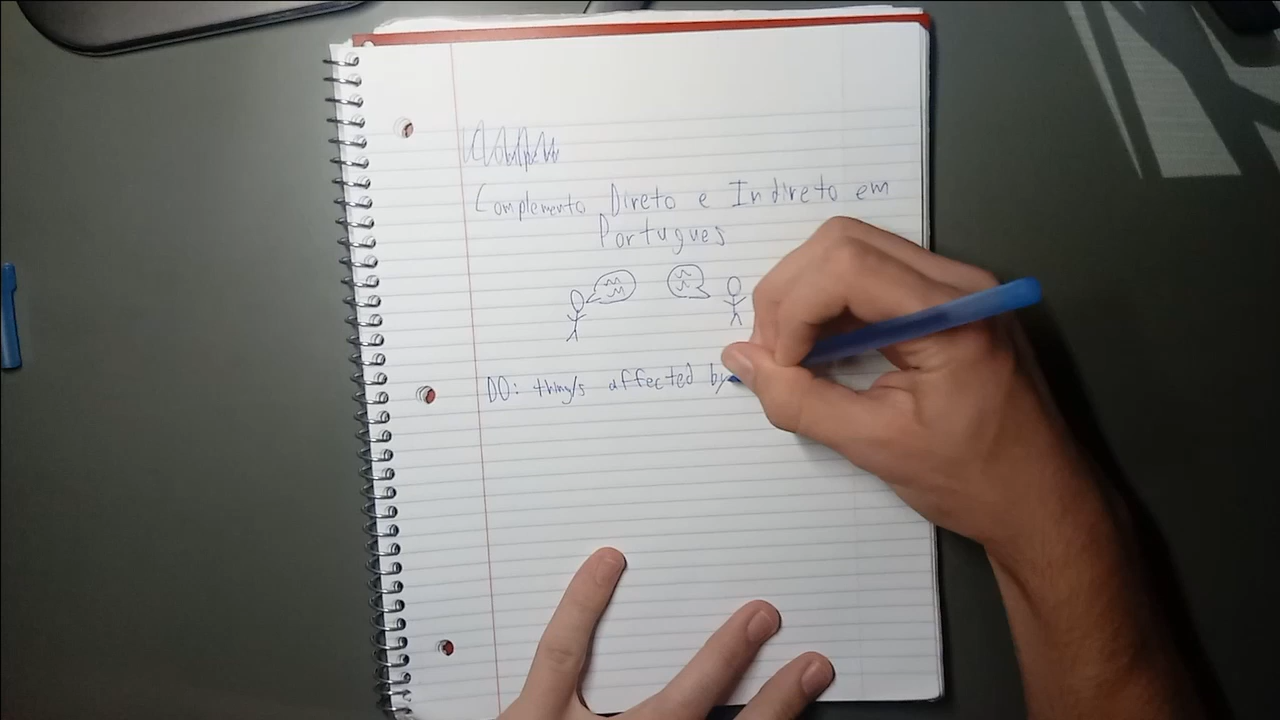 Complemento Direto e Indireto em
Portugues
DO: thing/s affected by